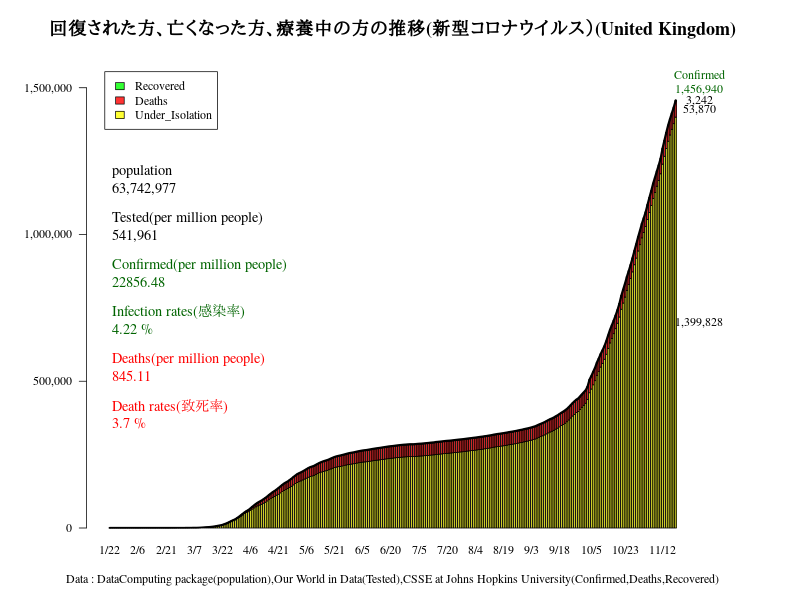 回復された方、亡くなった方、療養中の方の推移(新型コロナウイルス)(United Kingdom)
Confirmed
1,456,940
3,242
53,870
1,399,828
Recovered
Deaths
Under_Isolation
population
63,742,977
Tested(per million people)
541,961
Confirmed(per million people)
22856.48
Infection rates(感染率)
4.22 %
Deaths(per million people)
845.11
Death rates(致死率)
3.7 %
1,500,000
1,000,000
500,000
0
1/22 2/6 2/21 3/7 3/22 4/6 4/21 5/6 5/21 6/5 6/20 7/5 7/20 8/4 8/19 9/3 9/18 10/5 10/23 11/12
Data : DataComputing package(population),Our World in Data(Tested),CSSE at Johns Hopkins University(Confirmed,Deaths,Recovered)